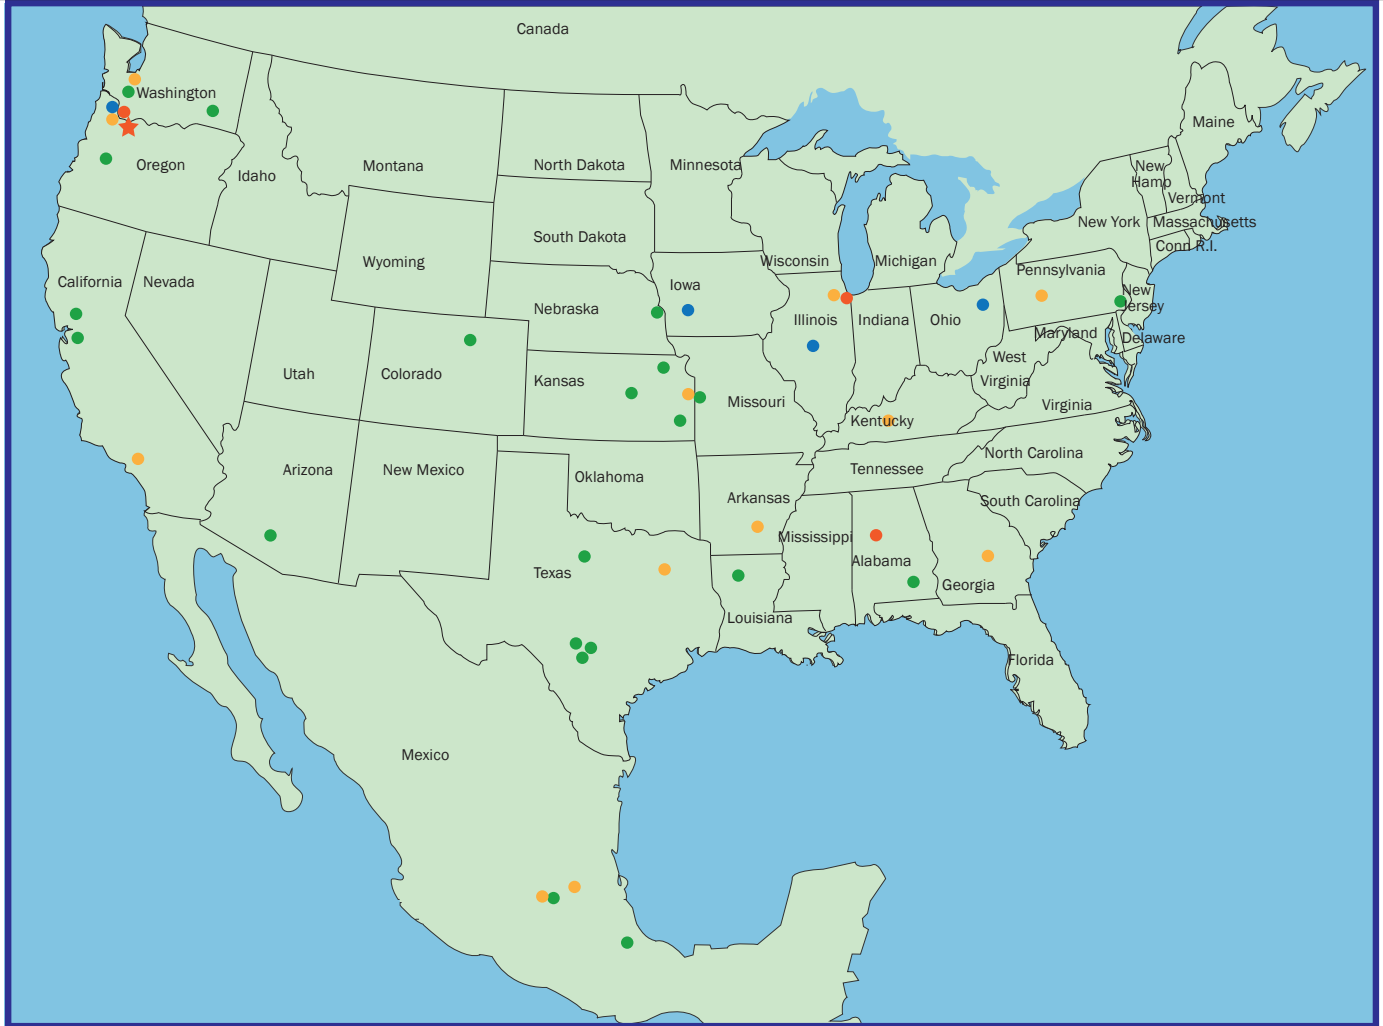 Canada
Washington
Maine
Oregon
Idaho
Montana
North Dakota
Minnesota
New
Hamp
Vermont
New York
Massachusetts
Conn R.I.
South Dakota
Wyoming
Wisconsin
Michigan
Pennsylvania
California
Nevada
Iowa
New
Jersey
Nebraska
Illinois
Indiana
Ohio
Maryland
Delaware
West
Virginia
Utah
Colorado
Kansas
Missouri
Virginia
Kentucky
North Carolina
Arizona
New Mexico
Oklahoma
Tennessee
Arkansas
South Carolina
Mississippi
Alabama
Texas
Georgia
Louisiana
Florida
Mexico